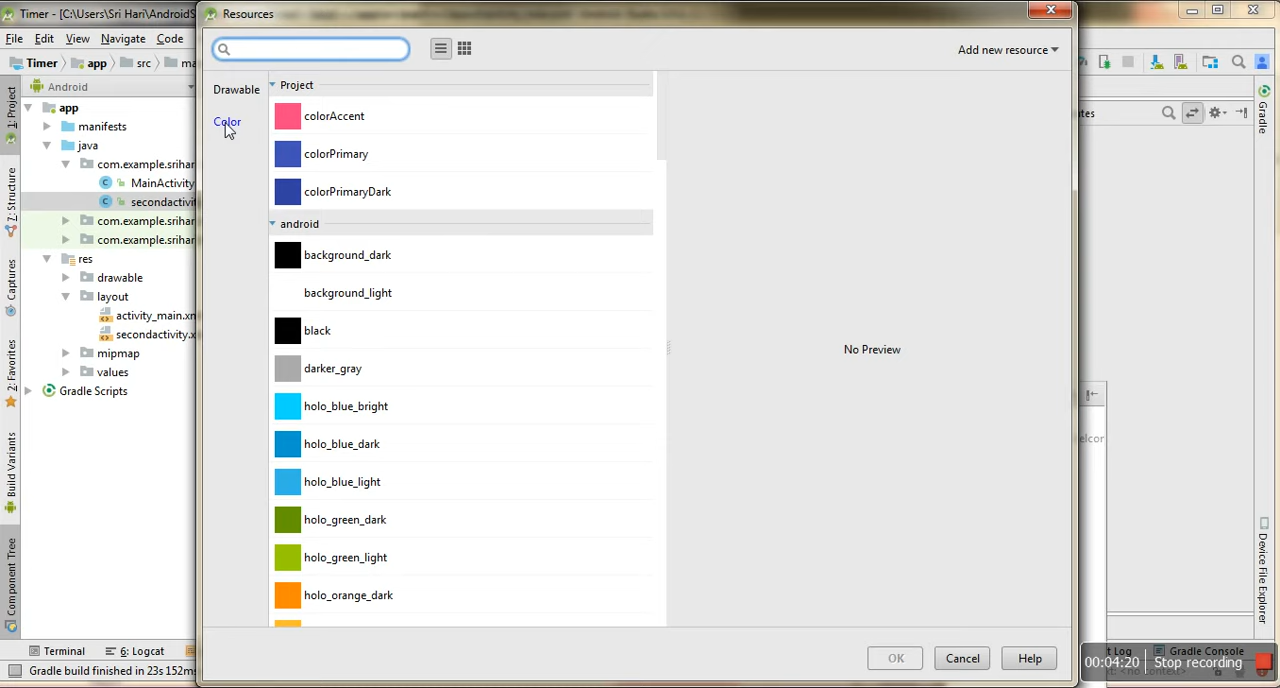 Timer - [C:\Users\Sri Hari\AndroidS
Resources
File Edit View Navigate Code
Add new resource
Timer app src
Android
app
manifests
java
com.example.srihar
MainActivity
secondactivit
com.example.srihar
com.example.srihar
res
drawable
layout
activity_main.xn
secondactivity.x
mipmap
values
Gradle Scripts
1: Project
7: Structure
Captures
2: Favorites
Build Variants
Component Tree
Drawable
Color
Project
colorAccent
colorPrimary
colorPrimaryDark
android
background_dark
background_light
black
darker_gray
holo_blue_bright
holo_blue_dark
holo_blue_light
holo_green_dark
holo_green_light
holo_orange_dark
No Preview
OK Cancel Help
tes
Gradle
Device File Explorer
elcor
Terminal 6: Logcat
t Log Gradle Console
Gradle build finished in 23s 152ms
00:04:20 Stop recording